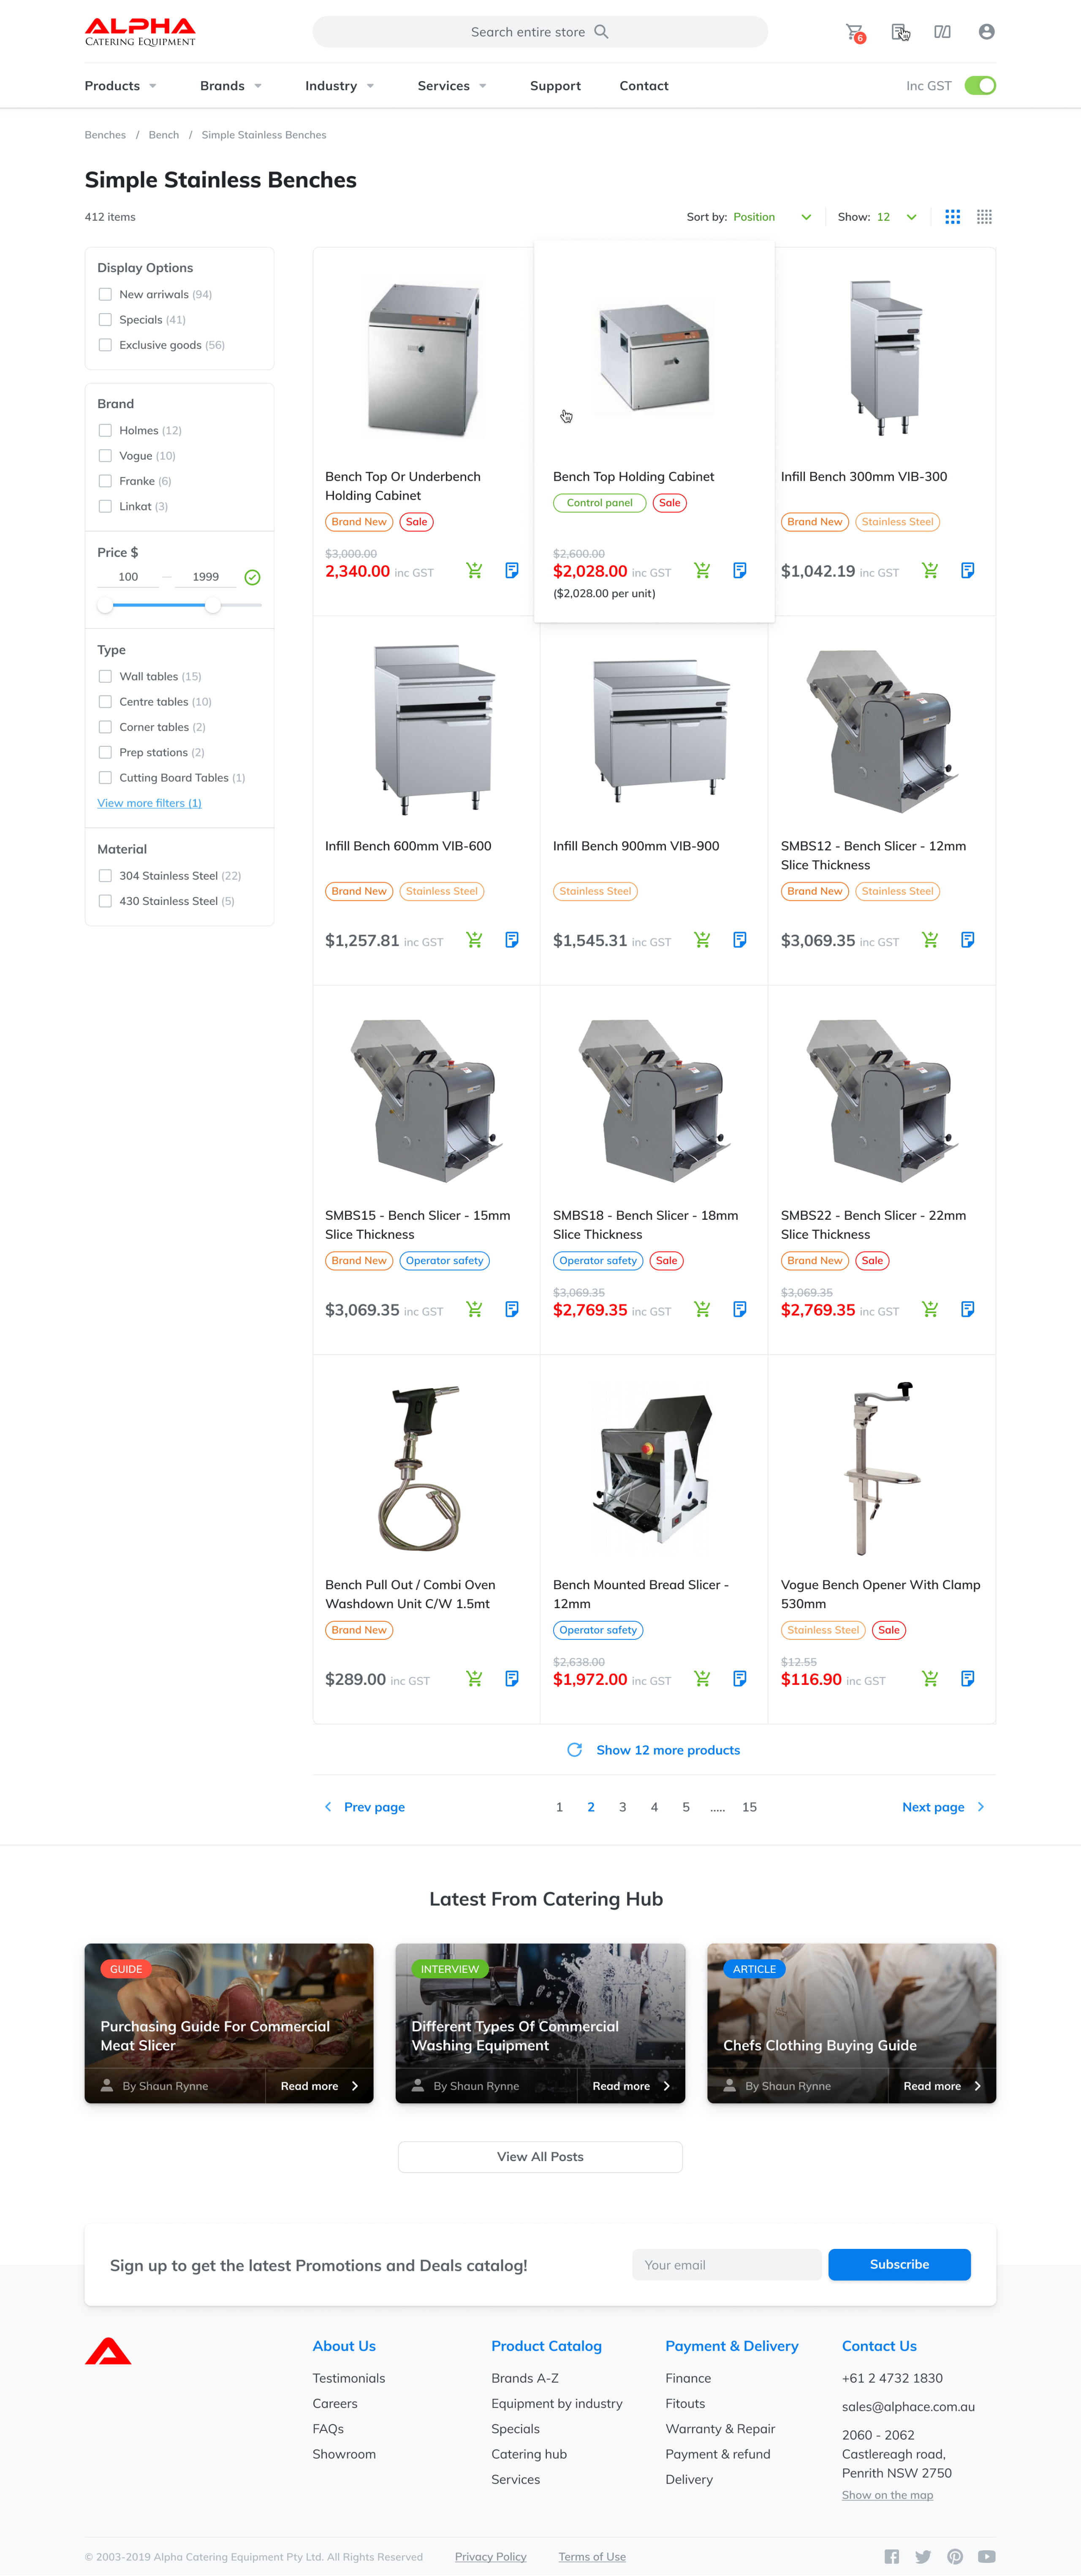 ALPHA
CATERING EQUIPMENT
Search entire store
6
Products
Brands
Industry
Services
Support
Contact
Inc GST
Benches / Bench / Simple Stainless Benches
Simple Stainless Benches
412 items
Sort by: Position
Show: 12
Display Options
New arriwals (94)
Specials (41)
Exclusive goods (56)
Brand
Holmes (12)
Vogue (10)
Franke (6)
Linkat (3)
Price $
100 — 1999
Type
Wall tables (15)
Centre tables (10)
Corner tables (2)
Prep stations (2)
Cutting Board Tables (1)
View more filters (1)
Material
304 Stainless Steel (22)
430 Stainless Steel (5)
Bench Top Or Underbench
Holding Cabinet
Brand New
Sale
$3,000.00
2,340.00 inc GST
Bench Top Holding Cabinet
Control panel
Sale
$2,600.00
$2,028.00 inc GST
($2,028.00 per unit)
Infill Bench 300mm VIB-300
Brand New
Stainless Steel
$1,042.19 inc GST
Infill Bench 600mm VIB-600
Brand New
Stainless Steel
$1,257.81 inc GST
Infill Bench 900mm VIB-900
Stainless Steel
$1,545.31 inc GST
SMBS12 - Bench Slicer - 12mm
Slice Thickness
Brand New
Stainless Steel
$3,069.35 inc GST
SMBS15 - Bench Slicer - 15mm
Slice Thickness
Brand New
Operator safety
$3,069.35 inc GST
SMBS18 - Bench Slicer - 18mm
Slice Thickness
Operator safety
Sale
$3,069.35
$2,769.35 inc GST
SMBS22 - Bench Slicer - 22mm
Slice Thickness
Brand New
Sale
$3,069.35
$2,769.35 inc GST
Bench Pull Out / Combi Oven
Washdown Unit C/W 1.5mt
Brand New
$289.00 inc GST
Bench Mounted Bread Slicer -
12mm
Operator safety
$2,638.00
$1,972.00 inc GST
Vogue Bench Opener With Clamp
530mm
Stainless Steel
Sale
$12.55
$116.90 inc GST
Show 12 more products
Prev page
1 2 3 4 5 ..... 15
Next page
Latest From Catering Hub
GUIDE
Purchasing Guide For Commercial
Meat Slicer
By Shaun Rynne
Read more
INTERVIEW
Different Types Of Commercial
Washing Equipment
By Shaun Rynne
Read more
ARTICLE
Chefs Clothing Buying Guide
By Shaun Rynne
Read more
View All Posts
Sign up to get the latest Promotions and Deals catalog!
Your email
Subscribe
About Us
Testimonials
Careers
FAQs
Showroom
Product Catalog
Brands A-Z
Equipment by industry
Specials
Catering hub
Services
Payment & Delivery
Finance
Fitouts
Warranty & Repair
Payment & refund
Delivery
Contact Us
+61 2 4732 1830
sales@alphace.com.au
2060 - 2062
Castlereagh road,
Penrith NSW 2750
Show on the map
© 2003-2019 Alpha Catering Equipment Pty Ltd. All Rights Reserved
Privacy Policy
Terms of Use